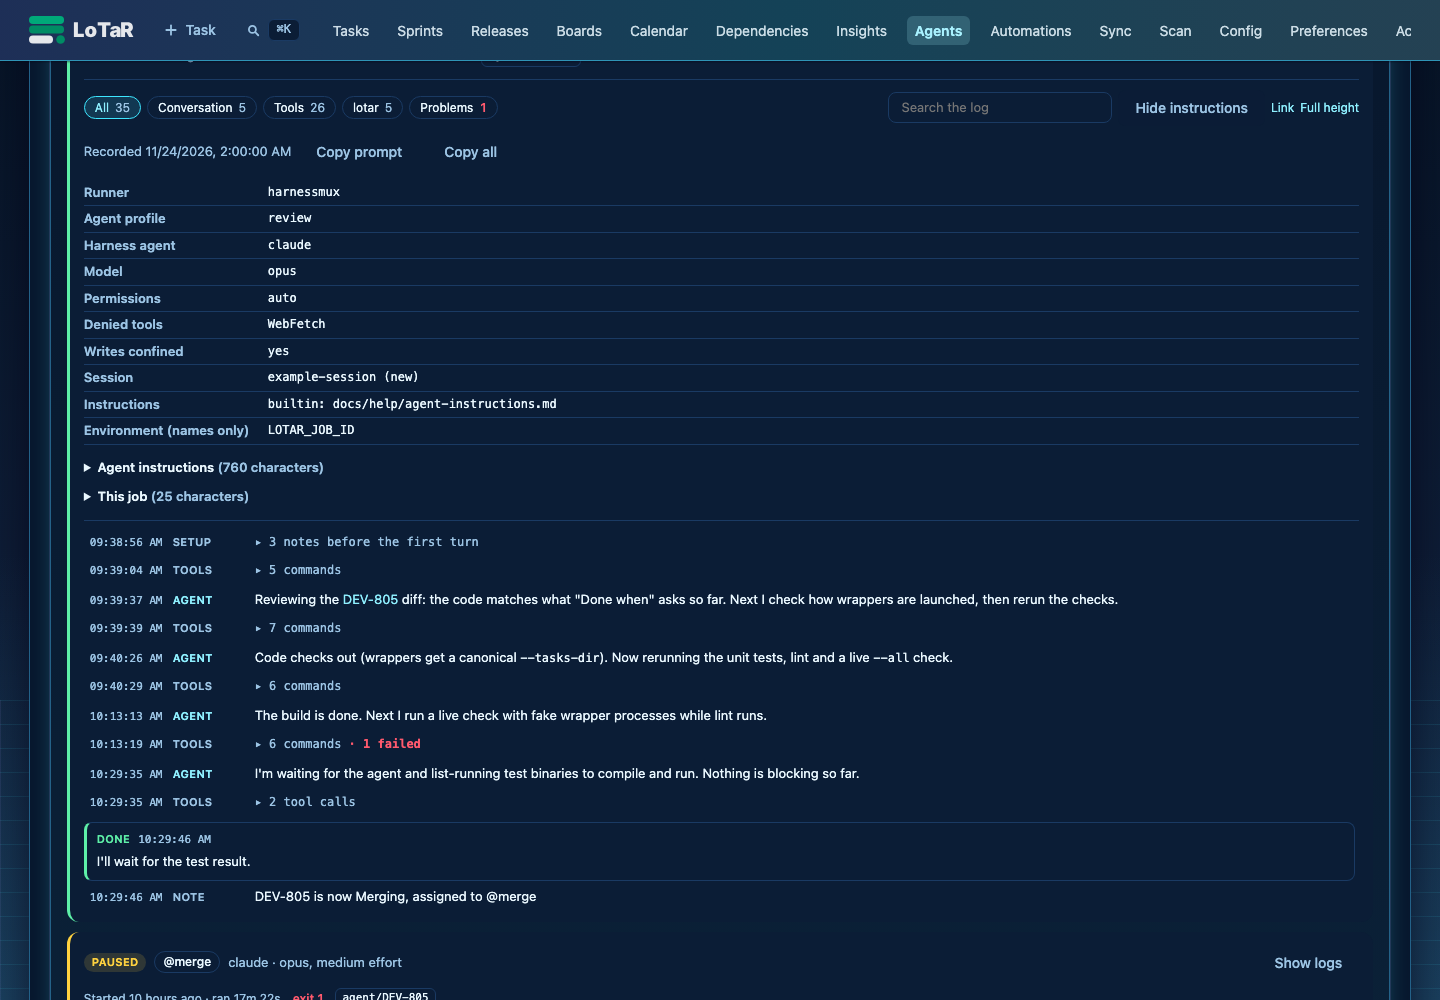 LoTaR + Task ⌘K Tasks Sprints Releases Boards Calendar Dependencies Insights Agents Automations Sync Scan Config Preferences Ac
All 35 Conversation 5 Tools 26 lotar 5 Problems 1 Search the log Hide instructions Link Full height
Recorded 11/24/2026, 2:00:00 AM Copy prompt Copy all
Runner harnessmux
Agent profile review
Harness agent claude
Model opus
Permissions auto
Denied tools WebFetch
Writes confined yes
Session example-session (new)
Instructions builtin: docs/help/agent-instructions.md
Environment (names only) LOTAR_JOB_ID
▶ Agent instructions (760 characters)
▶ This job (25 characters)
09:38:56 AM SETUP ▸ 3 notes before the first turn
09:39:04 AM TOOLS ▸ 5 commands
09:39:37 AM AGENT Reviewing the DEV-805 diff: the code matches what "Done when" asks so far. Next I check how wrappers are launched, then rerun the checks.
09:39:39 AM TOOLS ▸ 7 commands
09:40:26 AM AGENT Code checks out (wrappers get a canonical --tasks-dir). Now rerunning the unit tests, lint and a live --all check.
09:40:29 AM TOOLS ▸ 6 commands
10:13:13 AM AGENT The build is done. Next I run a live check with fake wrapper processes while lint runs.
10:13:19 AM TOOLS ▸ 6 commands · 1 failed
10:29:35 AM AGENT I'm waiting for the agent and list-running test binaries to compile and run. Nothing is blocking so far.
10:29:35 AM TOOLS ▸ 2 tool calls
DONE 10:29:46 AM
I'll wait for the test result.
10:29:46 AM NOTE DEV-805 is now Merging, assigned to @merge
PAUSED @merge claude · opus, medium effort Show logs
Started 10 hours ago · ran 17m 22s exit 1 agent/DEV-805